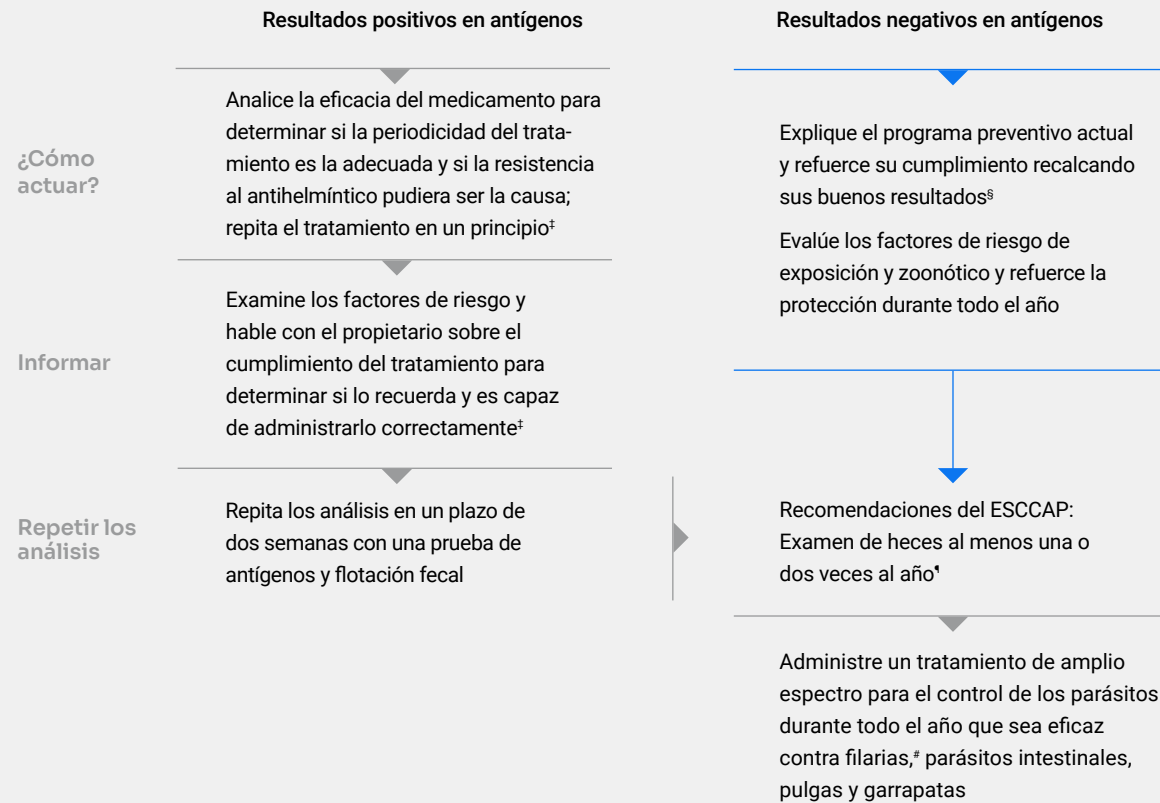 Resultados positivos en antígenos
Resultados negativos en antígenos
¿Cómo
actuar?
Analice la eficacia del medicamento para
determinar si la periodicidad del trata-
miento es la adecuada y si la resistencia
al antihelmíntico pudiera ser la causa;
repita el tratamiento en un principio‡
Explique el programa preventivo actual
y refuerce su cumplimiento recalcando
sus buenos resultados§
Evalúe los factores de riesgo de
exposición y zoonótico y refuerce la
protección durante todo el año
Informar
Examine los factores de riesgo y
hable con el propietario sobre el
cumplimiento del tratamiento para
determinar si lo recuerda y es capaz
de administrarlo correctamente‡
Repetir los
análisis
Repita los análisis en un plazo de
dos semanas con una prueba de
antígenos y flotación fecal
Recomendaciones del ESCCAP:
Examen de heces al menos una o
dos veces al año¶
Administre un tratamiento de amplio
espectro para el control de los parásitos
durante todo el año que sea eficaz
contra filarias,# parásitos intestinales,
pulgas y garrapatas